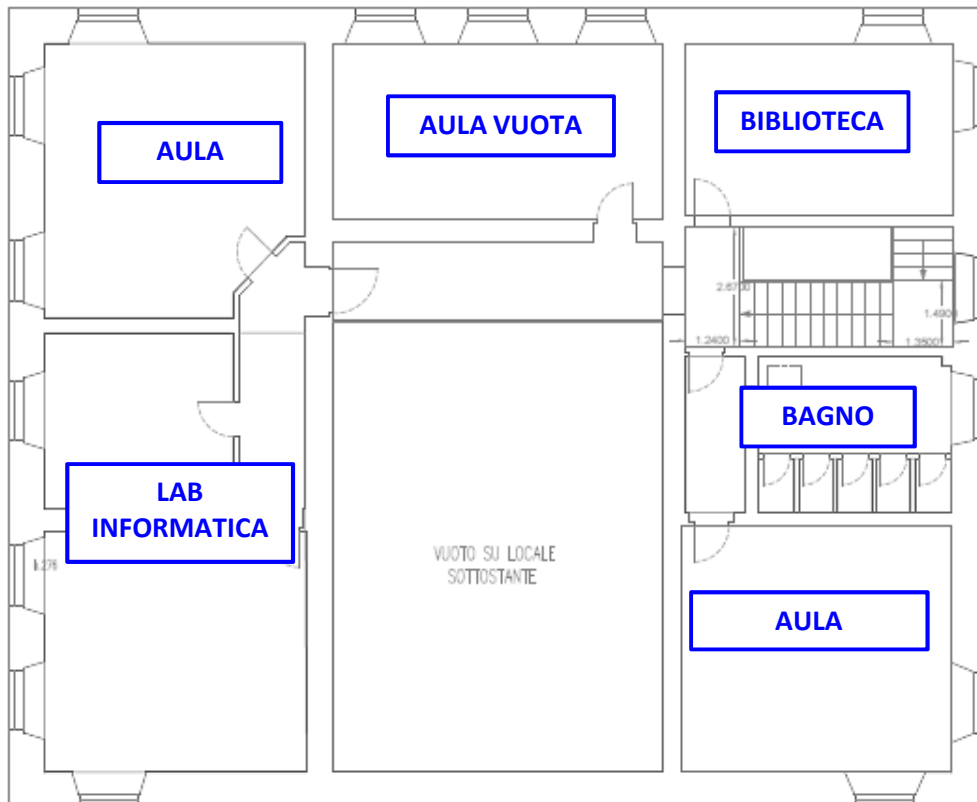 AULA
AULA VUOTA
BIBLIOTECA
2.6700
1.4900
1.2400
1.3500
BAGNO
LAB
INFORMATICA
VUOTO SU LOCALE
SOTTOSTANTE
AULA